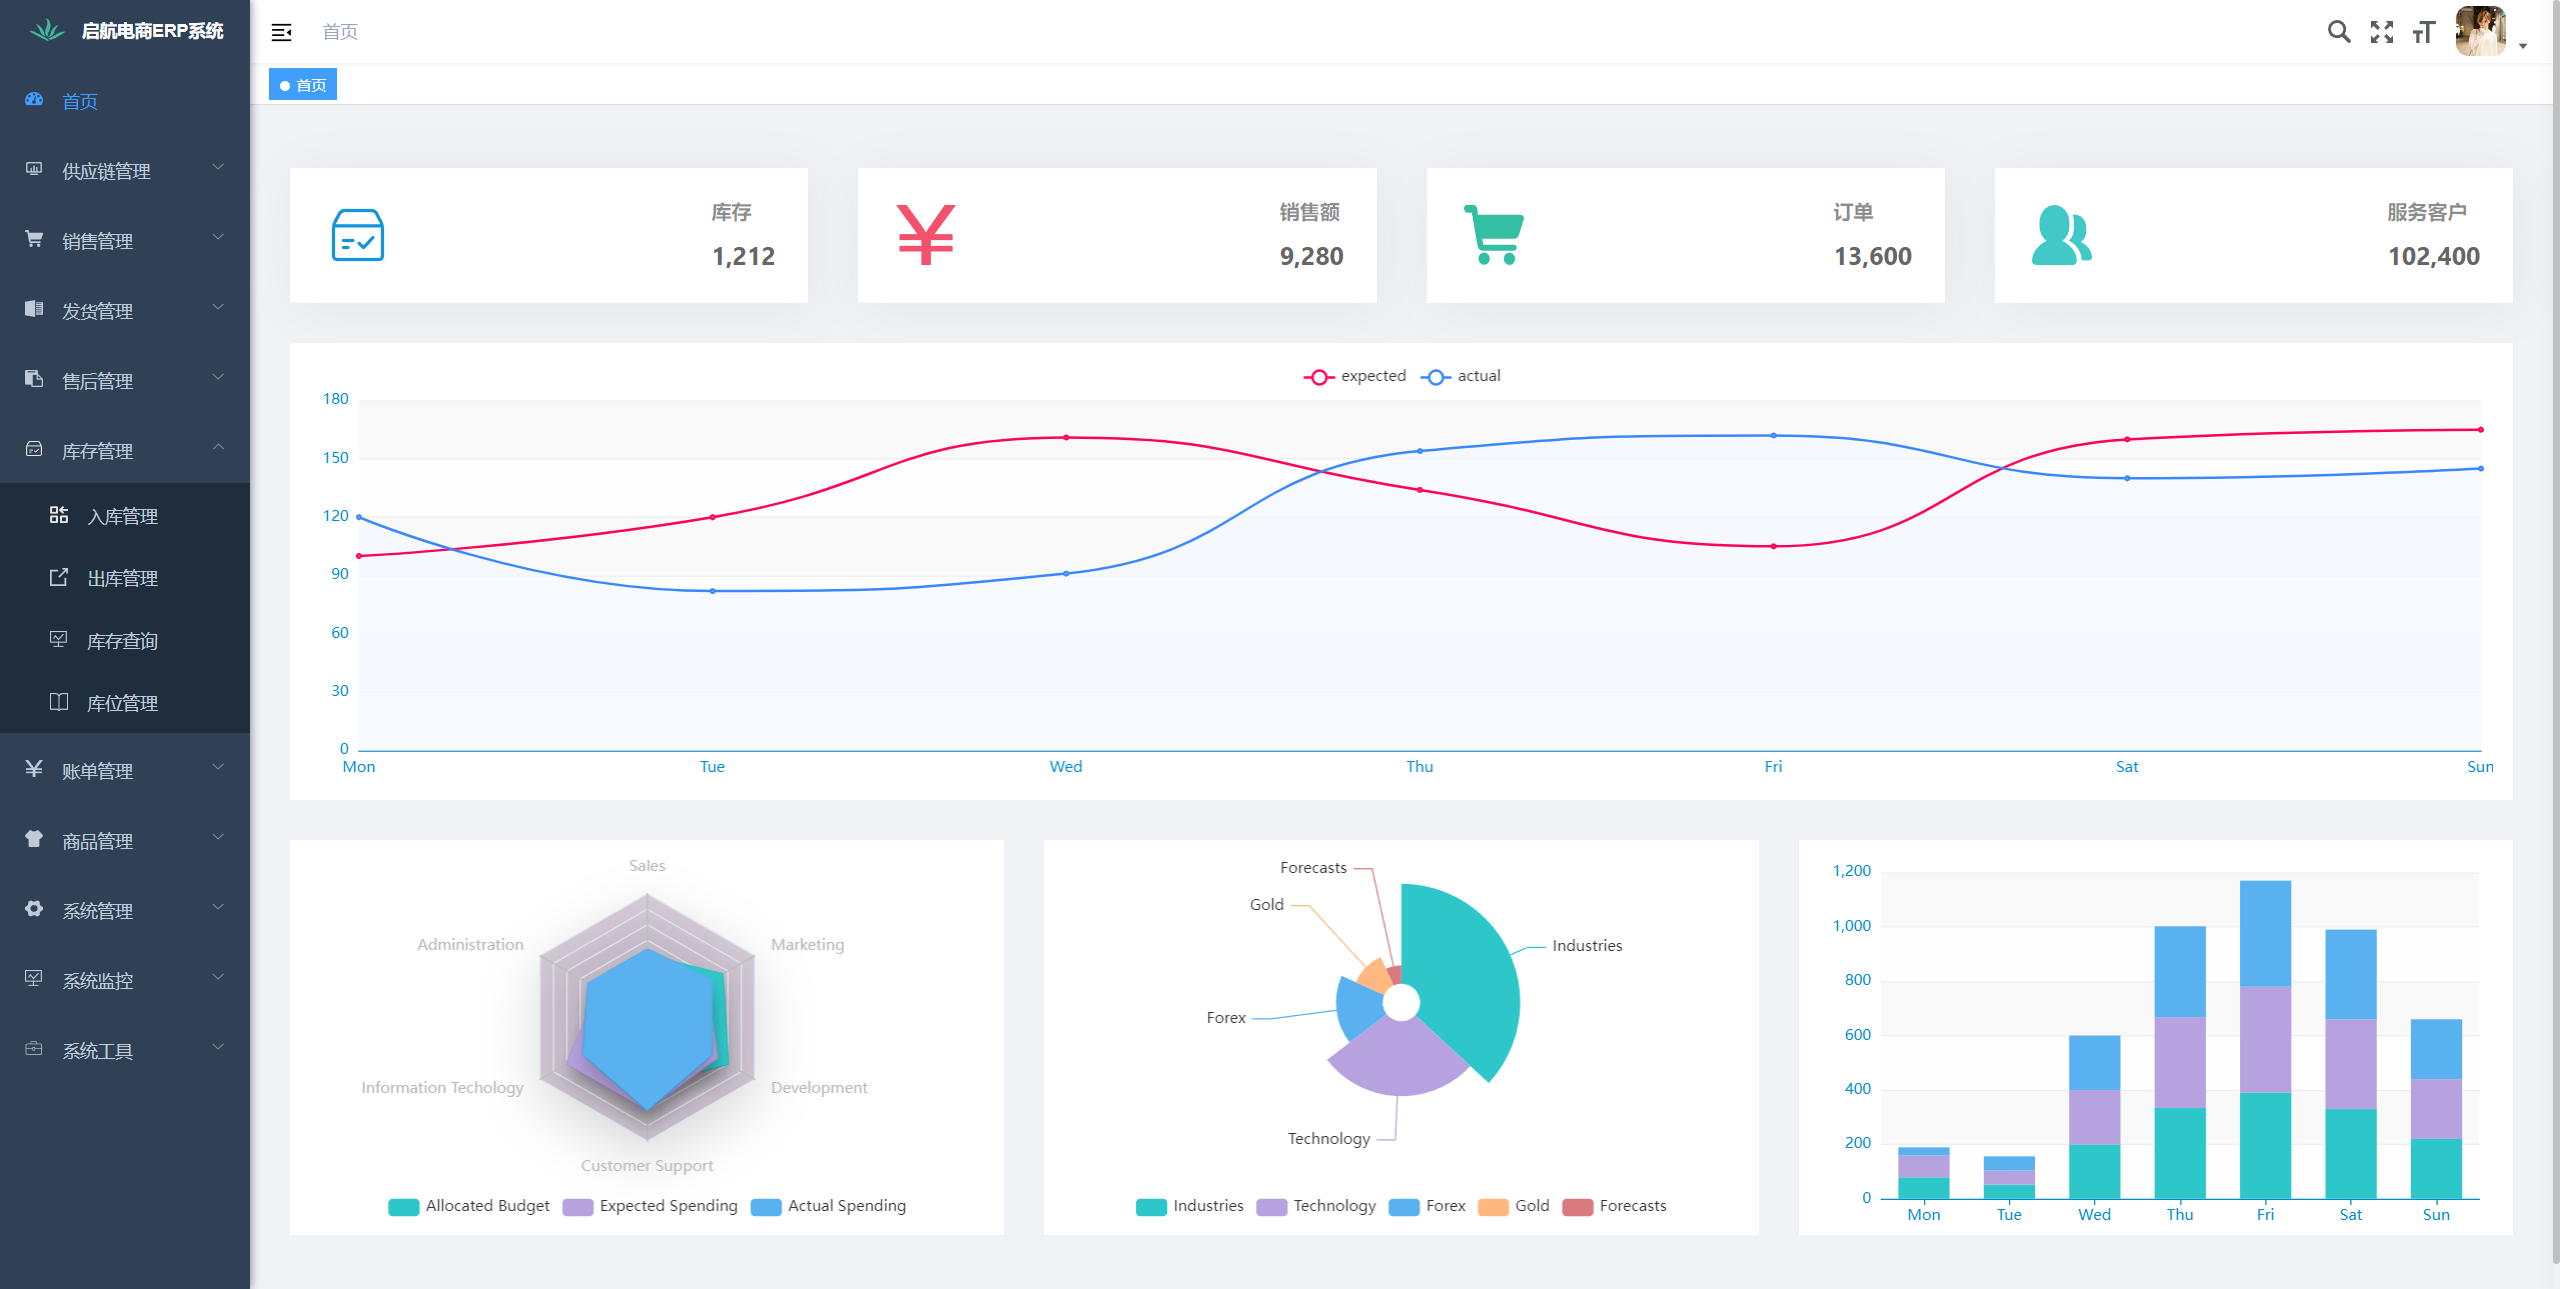 启航电商ERP系统
首页
供应链管理
销售管理
发货管理
售后管理
库存管理
入库管理
出库管理
库存查询
库位管理
账单管理
商品管理
系统管理
系统监控
系统工具
首页
首页
库存
1,212
销售额
9,280
订单
13,600
服务客户
102,400
expected actual
180
150
120
90
60
30
0
Mon Tue Wed Thu Fri Sat Sun
Sales
Marketing
Administration
Information Techology
Development
Customer Support
Allocated Budget Expected Spending Actual Spending
Forecasts
Gold
Industries
Forex
Technology
Industries Technology Forex Gold Forecasts
1,200
1,000
800
600
400
200
0
Mon Tue Wed Thu Fri Sat Sun